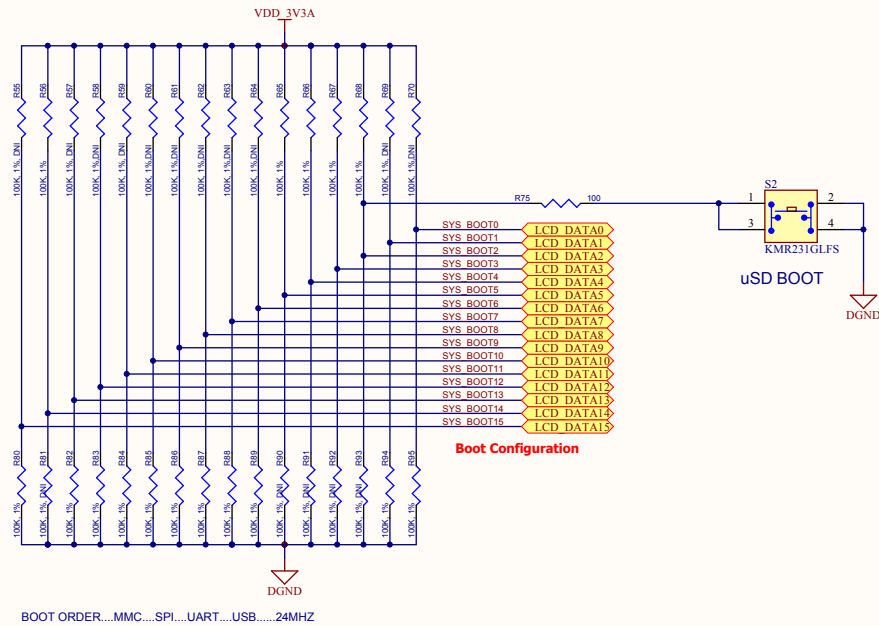 VDD_3V3A
R55
R56
R57
R58
R59
R60
R61
R62
R63
R64
R65
R66
R67
R68
R69
R70
100K, 1%,DNI
100K, 1%
100K, 1%,DNI
100K, 1%,DNI
100K, 1%,DNI
100K, 1%,DNI
100K, 1%,DNI
100K, 1%,DNI
100K, 1%,DNI
100K, 1%,DNI
100K, 1%
100K, 1%
100K, 1%
100K, 1%
100K, 1%,DNI
100K, 1%,DNI
R75 100
S2
1 2
3 4
KMR231GLFS
uSD BOOT
DGND
SYS_BOOT0 LCD_DATA0
SYS_BOOT1 LCD_DATA1
SYS_BOOT2 LCD_DATA2
SYS_BOOT3 LCD_DATA3
SYS_BOOT4 LCD_DATA4
SYS_BOOT5 LCD_DATA5
SYS_BOOT6 LCD_DATA6
SYS_BOOT7 LCD_DATA7
SYS_BOOT8 LCD_DATA8
SYS_BOOT9 LCD_DATA9
SYS_BOOT10 LCD_DATA10
SYS_BOOT11 LCD_DATA11
SYS_BOOT12 LCD_DATA12
SYS_BOOT13 LCD_DATA13
SYS_BOOT14 LCD_DATA14
SYS_BOOT15 LCD_DATA15
Boot Configuration
R80
R81
R82
R83
R84
R85
R86
R87
R88
R89
R90
R91
R92
R93
R94
R95
100K, 1%
100K, 1%, DNI
100K, 1%
100K, 1%
100K, 1%
100K, 1%
100K, 1%
100K, 1%
100K, 1%
100K, 1%
100K, 1%, DNI
100K, 1%, DNI
100K, 1%, DNI
100K, 1%, DNI
100K, 1%
100K, 1%
DGND
BOOT ORDER....MMC....SPI....UART....USB......24MHZ